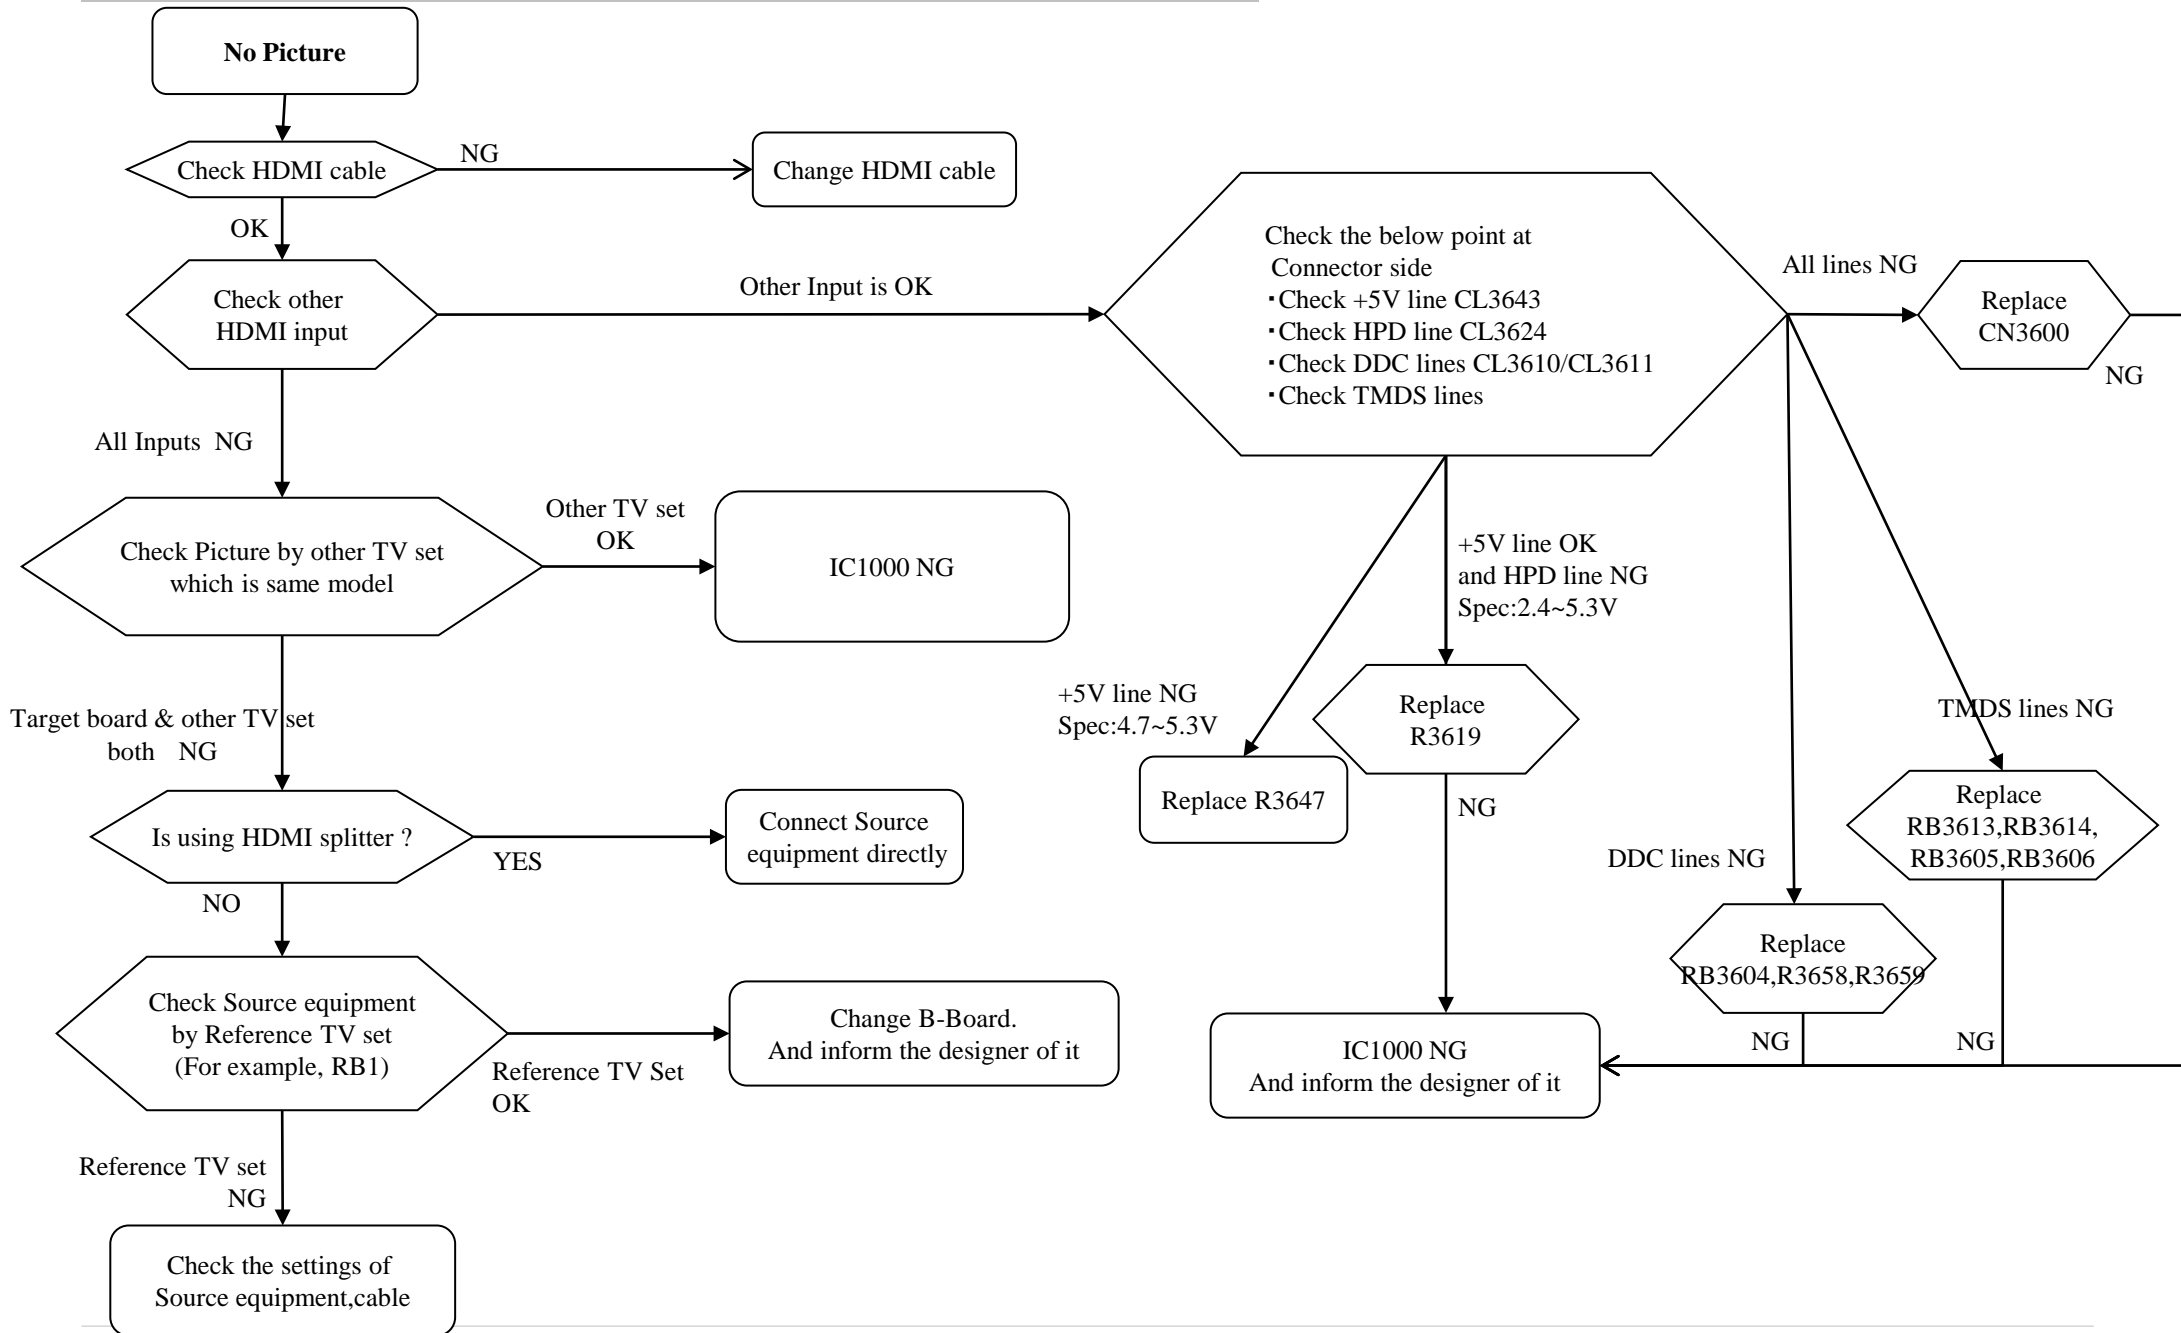 No Picture
Check HDMI cable
NG
Change HDMI cable
OK
Check other
HDMI input
Other Input is OK
Check the below point at
Connector side
・Check +5V line CL3643
・Check HPD line CL3624
・Check DDC lines CL3610/CL3611
・Check TMDS lines
All lines NG
Replace
CN3600
NG
All Inputs  NG
Check Picture by other TV set
which is same model
Other TV set
OK
IC1000 NG
+5V line OK
and HPD line NG
Spec:2.4~5.3V
+5V line NG
Spec:4.7~5.3V
Replace
R3619
Replace R3647
NG
TMDS lines NG
Replace
RB3613,RB3614,
RB3605,RB3606
DDC lines NG
Replace
RB3604,R3658,R3659
NG
NG
Target board & other TV set
both   NG
Is using HDMI splitter ?
YES
Connect Source
equipment directly
NO
Check Source equipment
by Reference TV set
(For example, RB1)
Reference TV Set
OK
Change B-Board.
And inform the designer of it
IC1000 NG
And inform the designer of it
Reference TV set
NG
Check the settings of
Source equipment,cable